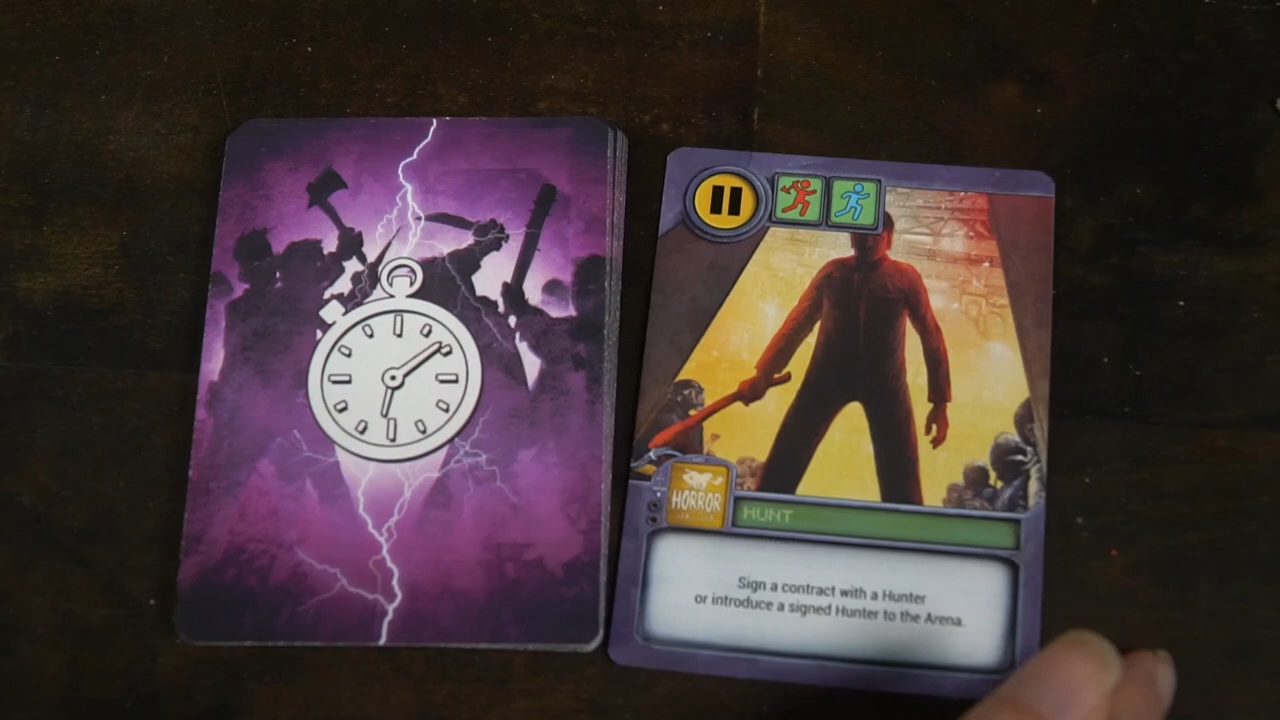 HORROR
HUNT
Sign a contract with a Hunter
or introduce a signed Hunter to the Arena.